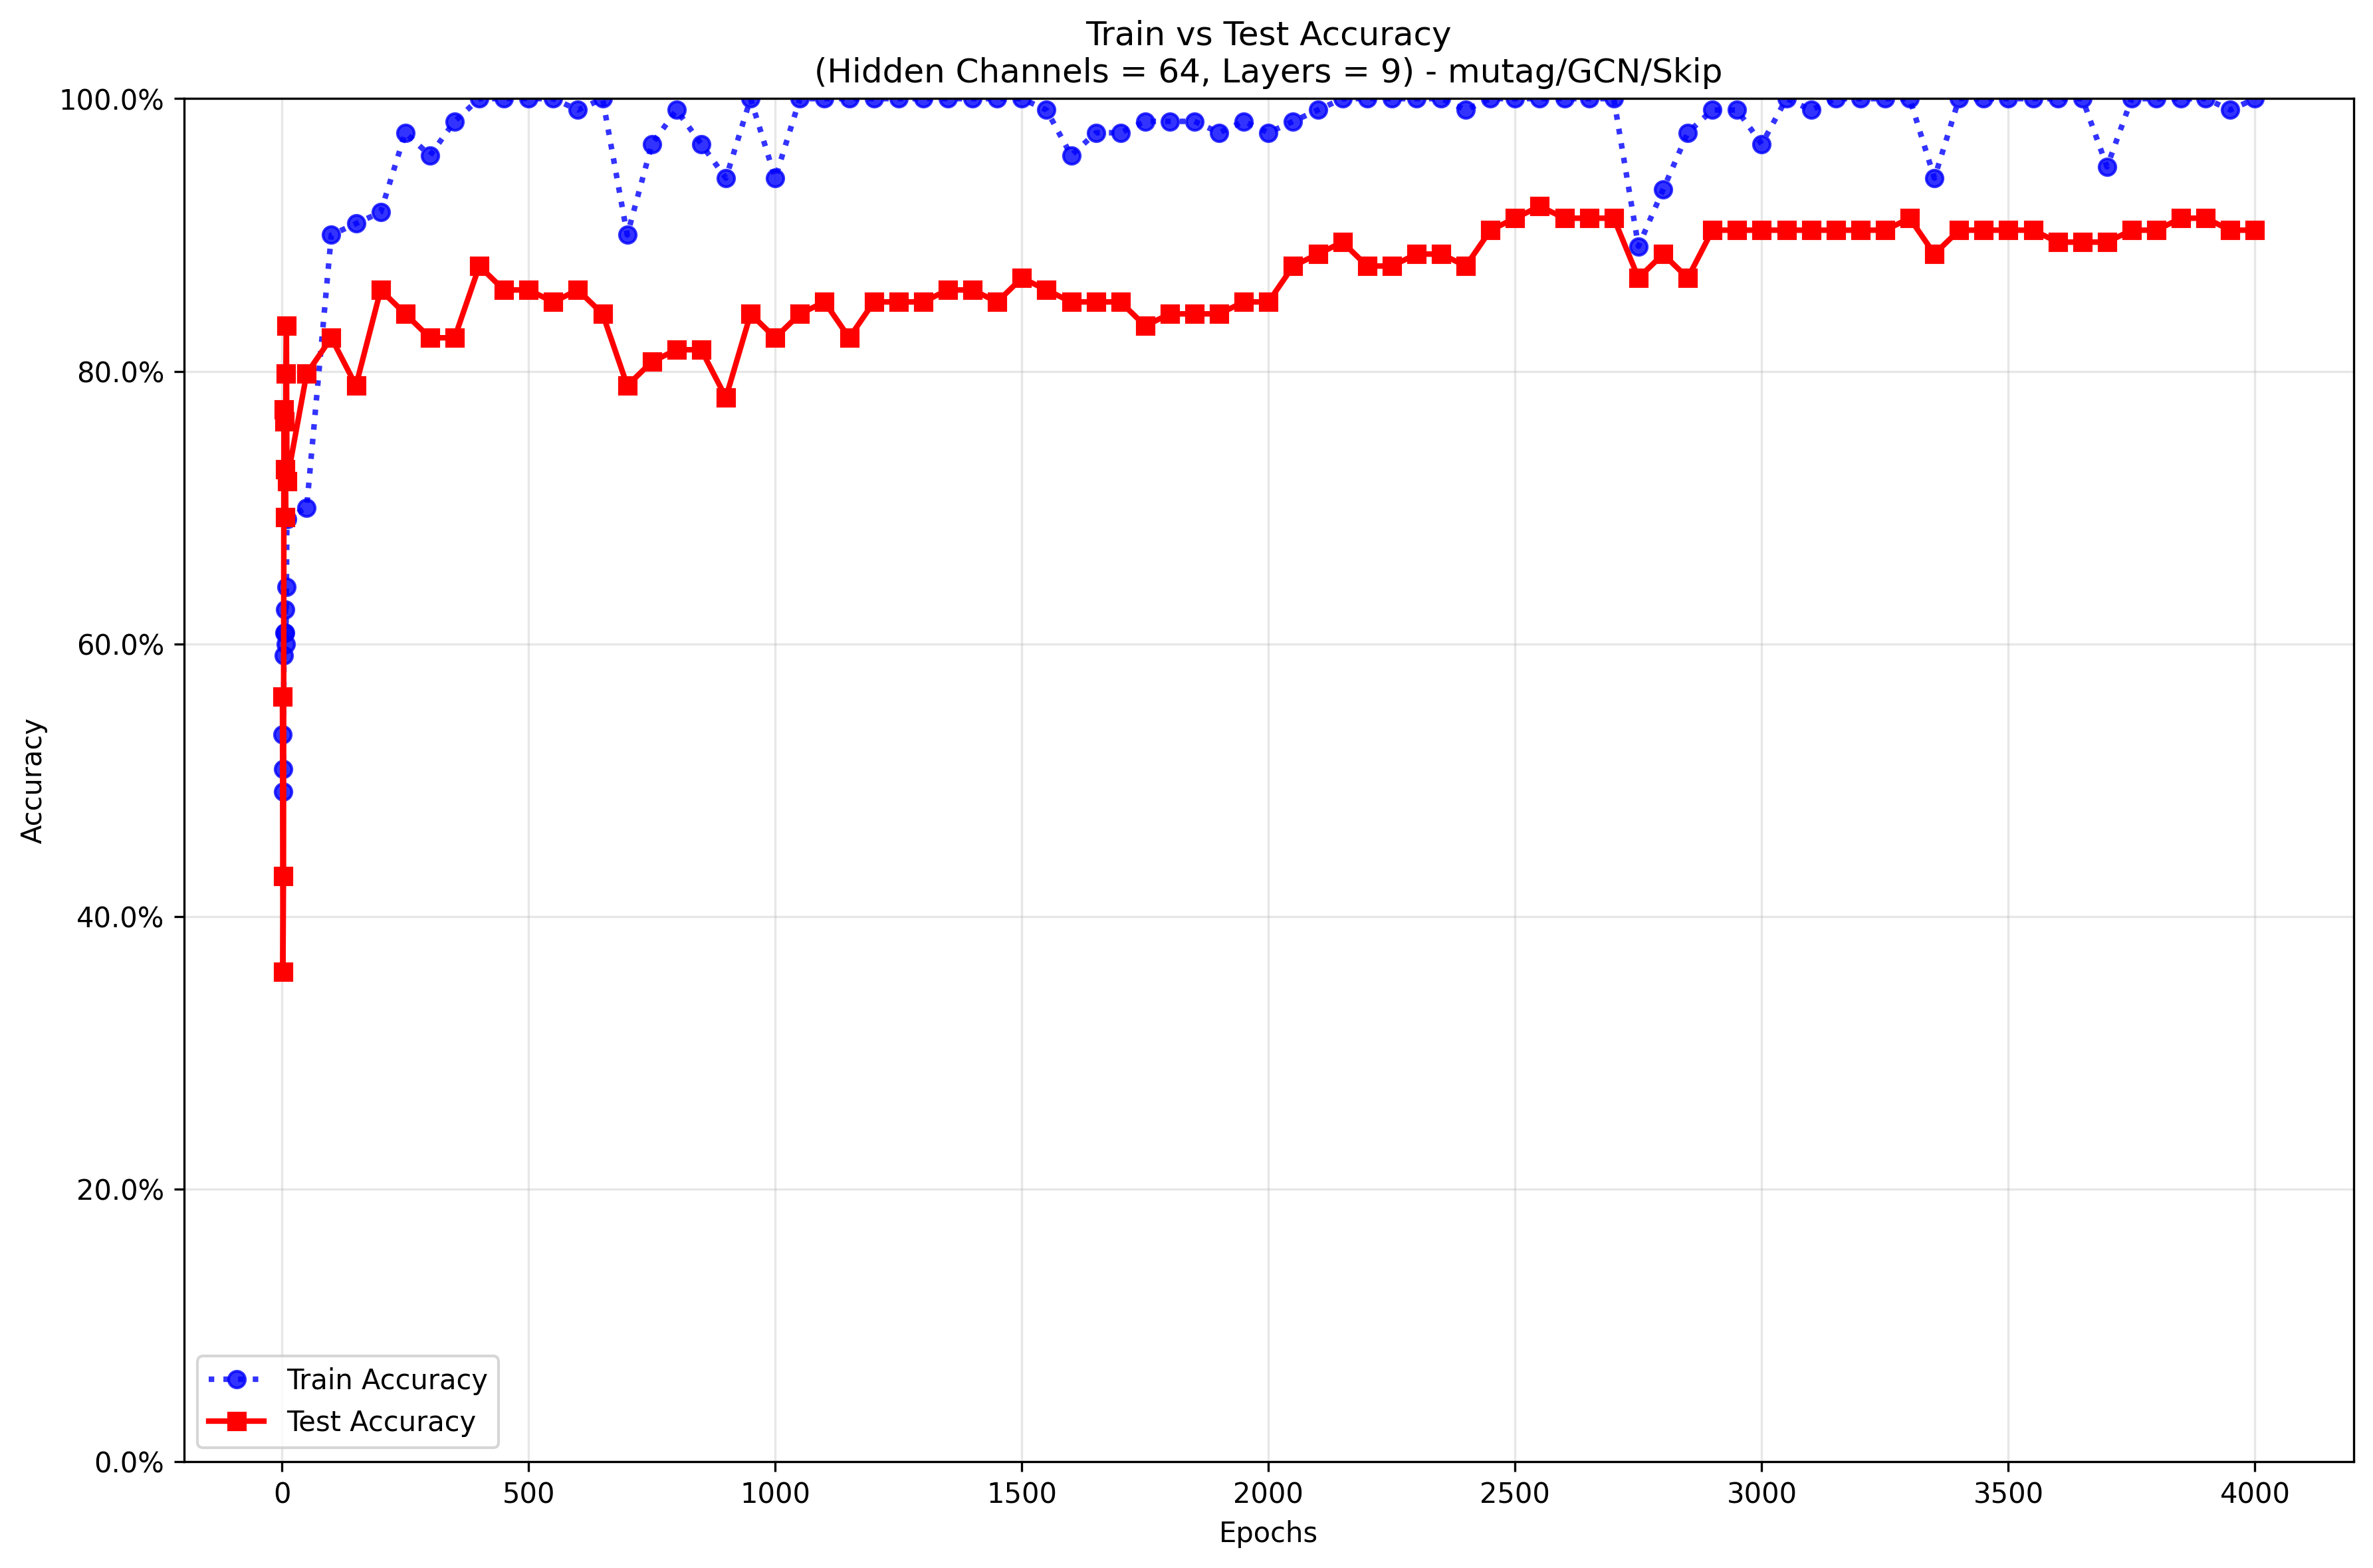 Train vs Test Accuracy
(Hidden Channels = 64, Layers = 9) - mutag/GCN/Skip
100.0%
80.0%
60.0%
40.0%
20.0%
0.0%
Accuracy
Train Accuracy
Test Accuracy
0 500 1000 1500 2000 2500 3000 3500 4000
Epochs